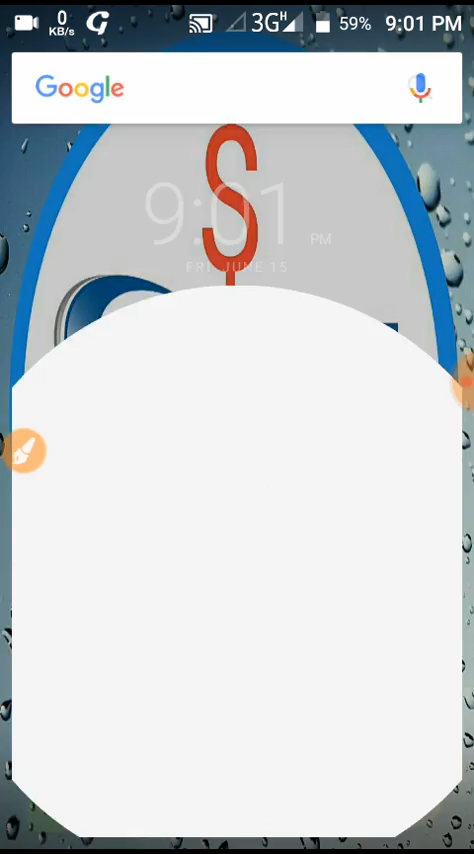 0 KB/s G 3G H 59% 9:01 PM
Google
S
9:01 PM
FRI, JUNE 15